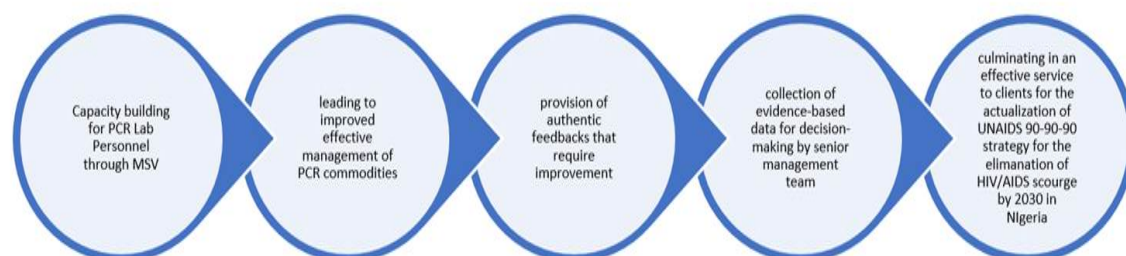 Capacity building
for PCR Lab
Personnel
through MSV
leading to
improved
effective
management of
PCR commodities
provision of
authentic
feedbacks that
require
improvement
collection of
evidence-based
data for decision-
making by senior
management
team
culminating in an
effective service
to clients for the
actualization of
UNAIDS 90-90-90
strategy for the
elimanation of
HIV/AIDS scourge
by 2030 in
NIgeria